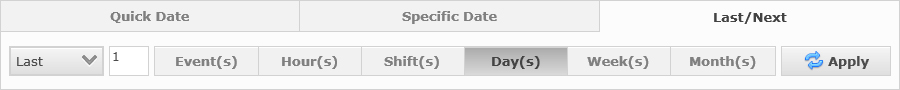 Quick Date Specific Date Last/Next
Last 1 Event(s) Hour(s) Shift(s) Day(s) Week(s) Month(s) Apply